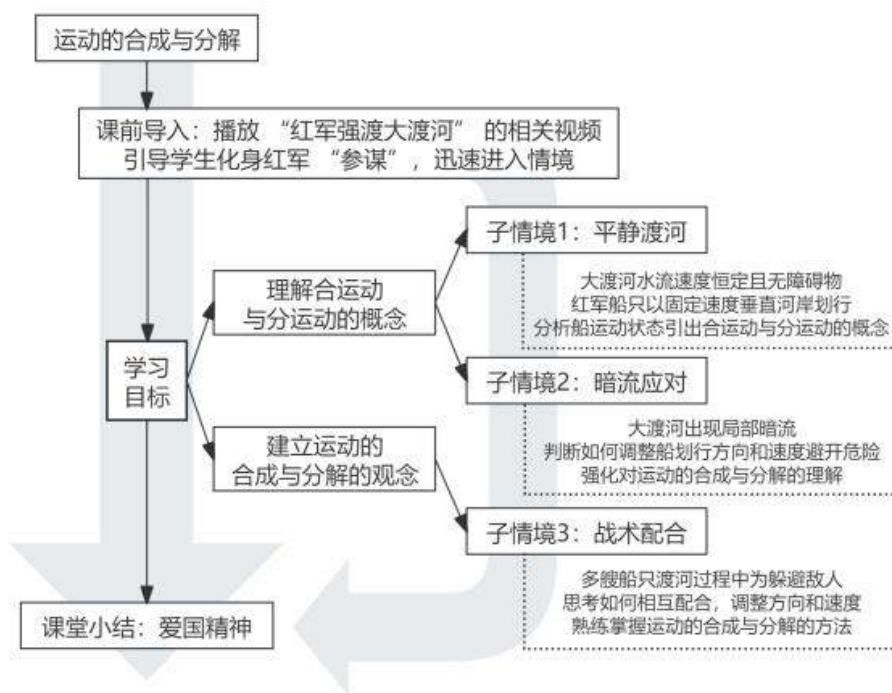 运动的合成与分解
课前导入：播放 “红军强渡大渡河” 的相关视频
引导学生化身红军 “参谋” ，迅速进入情境
子情境1：平静渡河
大渡河水流速度恒定且无障碍物
红军船只以固定速度垂直河岸划行
分析船运动状态引出合运动与分运动的概念
理解合运动
与分运动的概念
学习
目标
子情境2：暗流应对
大渡河出现局部暗流
判断如何调整船划行方向和速度避开危险
强化对运动的合成与分解的理解
建立运动的
合成与分解的观念
子情境3：战术配合
多艘船只渡河过程中为躲避敌人
思考如何相互配合，调整方向和速度
熟练掌握运动的合成与分解的方法
课堂小结：爱国精神